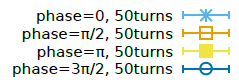 phase=0, 50turns
phase=π/2, 50turns
phase=π, 50turns
phase=3π/2, 50turns